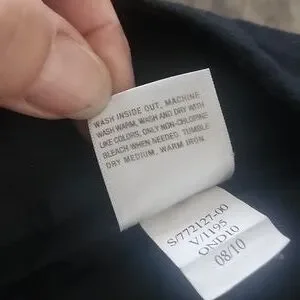 WASH INSIDE OUT, MACHINE
WASH WARM, WASH AND DRY WITH
LIKE COLORS, ONLY NON-CHLORINE
BLEACH WHEN NEEDED. TUMBLE
DRY MEDIUM, WARM IRON.
S/772127-00
V/1195
OND10
08/10